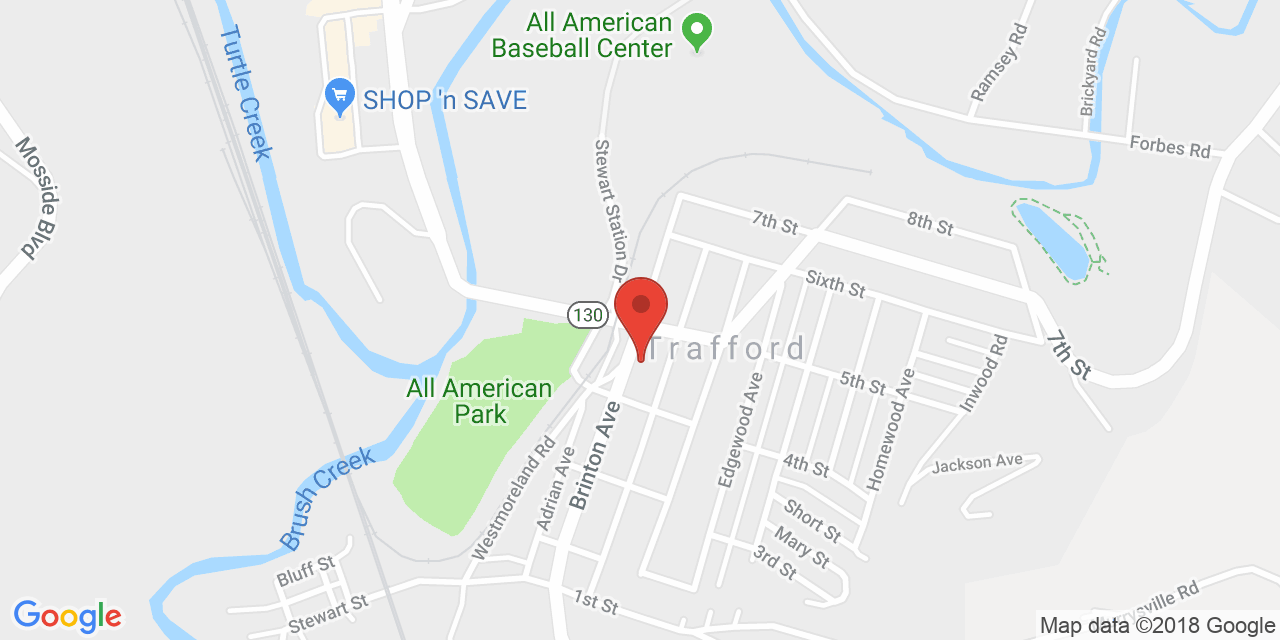 All American
Baseball Center
Turtle Creek
SHOP 'n SAVE
Ramsey Rd
Brickyard Rd
Forbes Rd
Mosside Blvd
Stewart Station Dr
7th St
8th St
Sixth St
130
Trafford
7th St
All American
Park
5th St
Inwood Rd
Edgewood Ave
Homewood Ave
Brinton Ave
Westmoreland Rd
Adrian Ave
4th St
Jackson Ave
Brush Creek
Short St
Mary St
3rd St
Bluff St
Stewart St
1st St
Google
Map data ©2018 Google